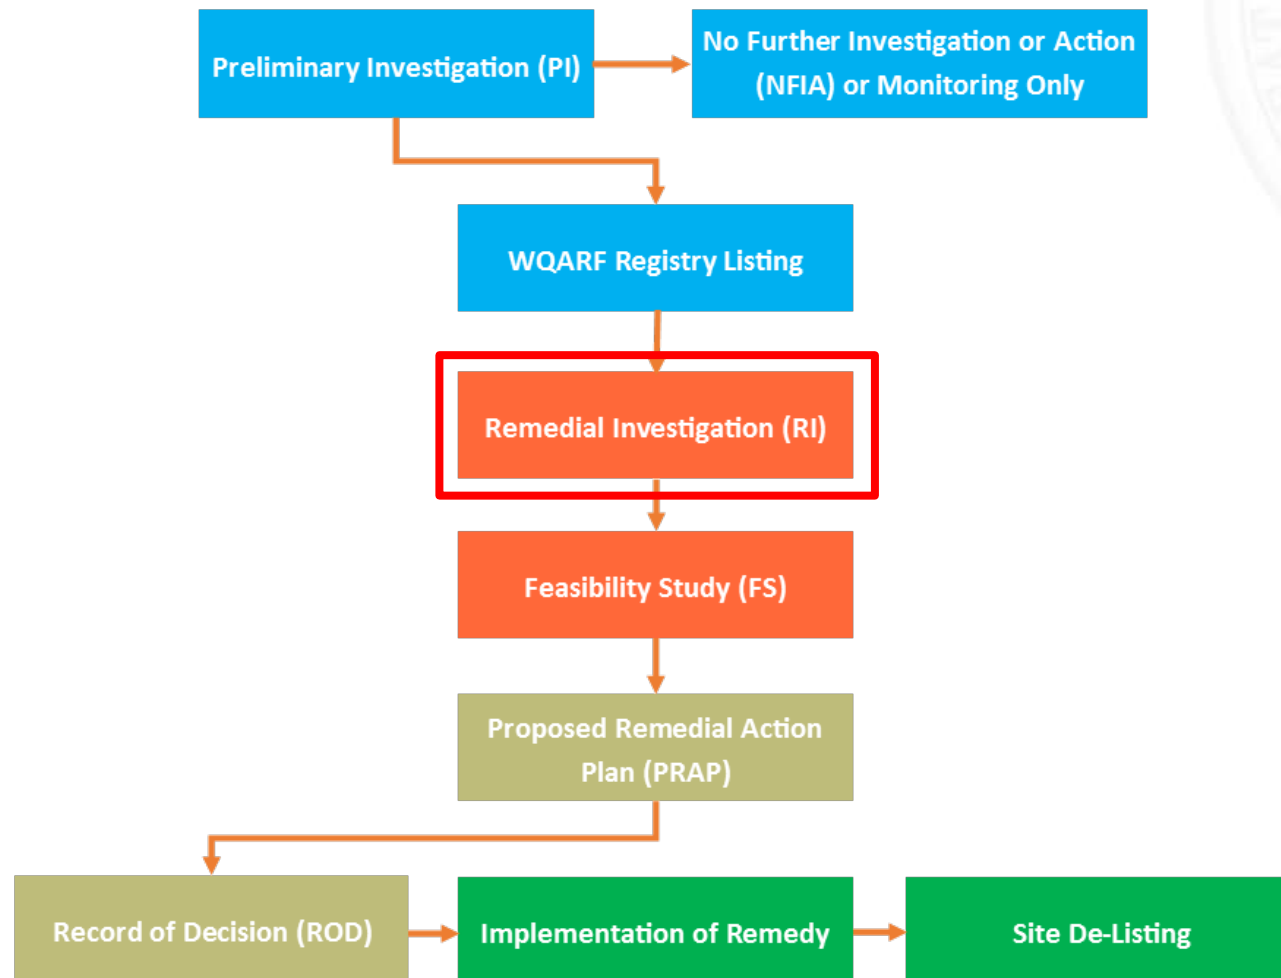 Preliminary Investigation (PI)
No Further Investigation or Action
(NFIA) or Monitoring Only
WQARF Registry Listing
Remedial Investigation (RI)
Feasibility Study (FS)
Proposed Remedial Action
Plan (PRAP)
Record of Decision (ROD)
Implementation of Remedy
Site De-Listing